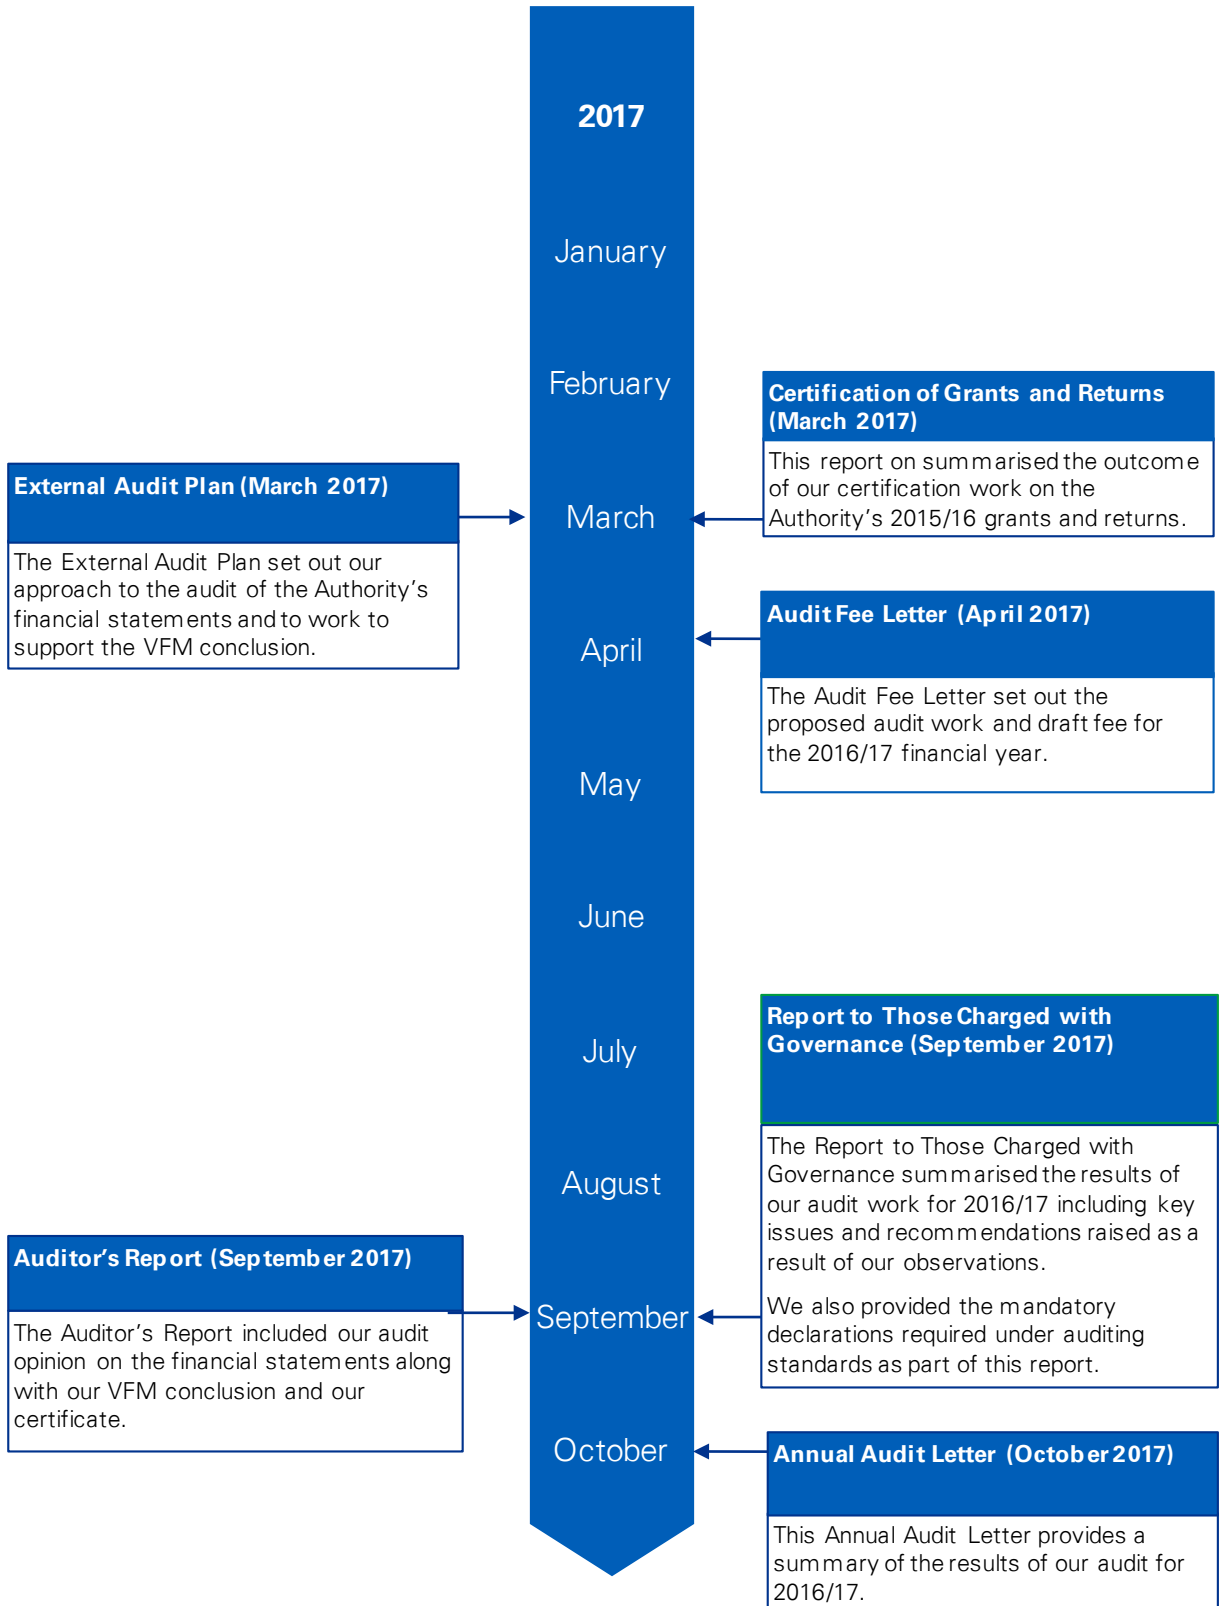 2017
January
February
Certification of Grants and Returns
(March 2017)
This report on summarised the outcome
of our certification work on the
Authority's 2015/16 grants and returns.
External Audit Plan (March 2017)
The External Audit Plan set out our
approach to the audit of the Authority's
financial statements and to work to
support the VFM conclusion.
March
Audit Fee Letter (April 2017)
The Audit Fee Letter set out the
proposed audit work and draft fee for
the 2016/17 financial year.
April
May
June
July
Report to Those Charged with
Governance (September 2017)
The Report to Those Charged with
Governance summarised the results of
our audit work for 2016/17 including key
issues and recommendations raised as a
result of our observations.
We also provided the mandatory
declarations required under auditing
standards as part of this report.
August
Auditor's Report (September 2017)
The Auditor's Report included our audit
opinion on the financial statements along
with our VFM conclusion and our
certificate.
September
October
Annual Audit Letter (October 2017)
This Annual Audit Letter provides a
summary of the results of our audit for
2016/17.